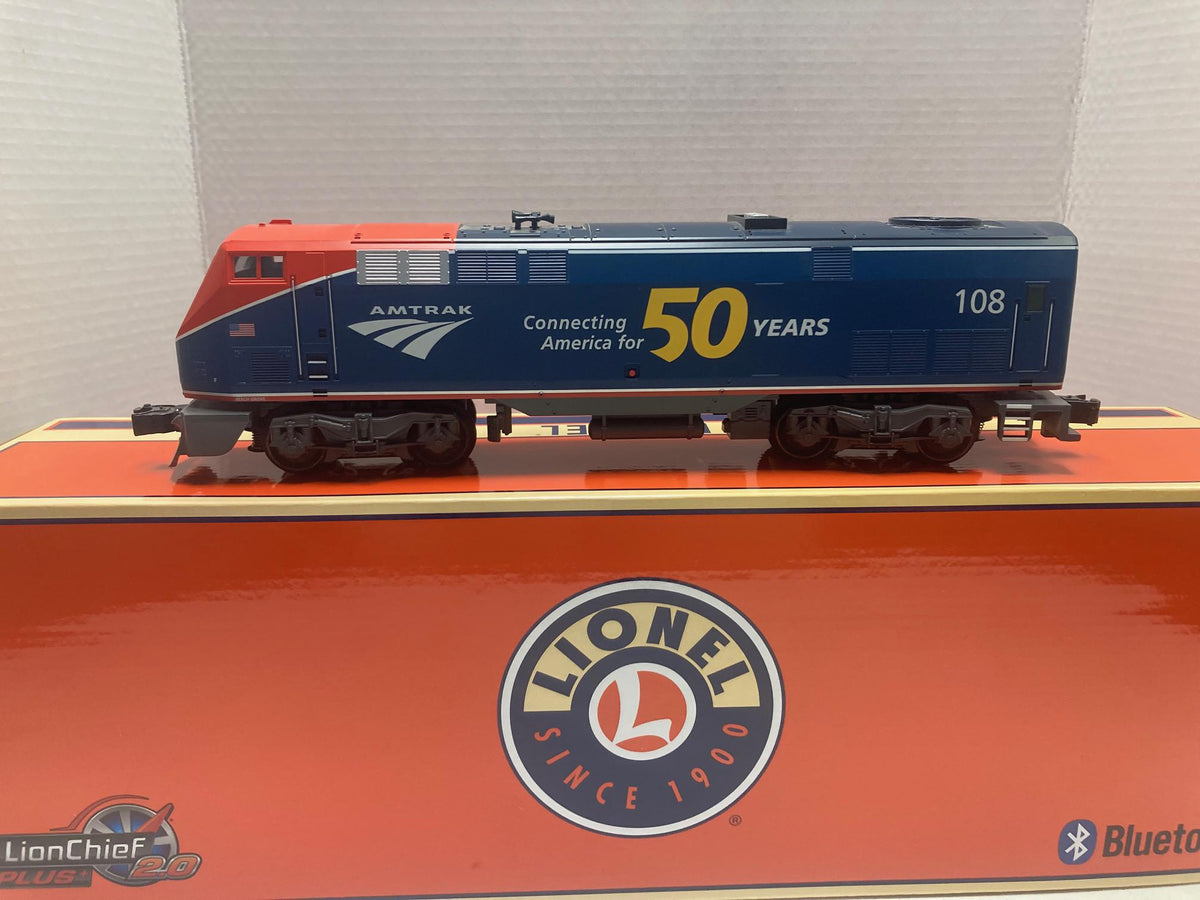 AMTRAK
Connecting
America for
50 YEARS
108
LIONEL
L
SINCE 1900
®
LionChief
PLUS+ 2.0
Blueto